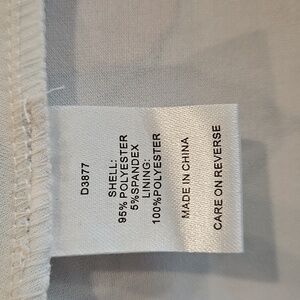 D3877
SHELL:
95% POLYESTER
5%SPANDEX
LINING:
100%POLYESTER
MADE IN CHINA
CARE ON REVERSE